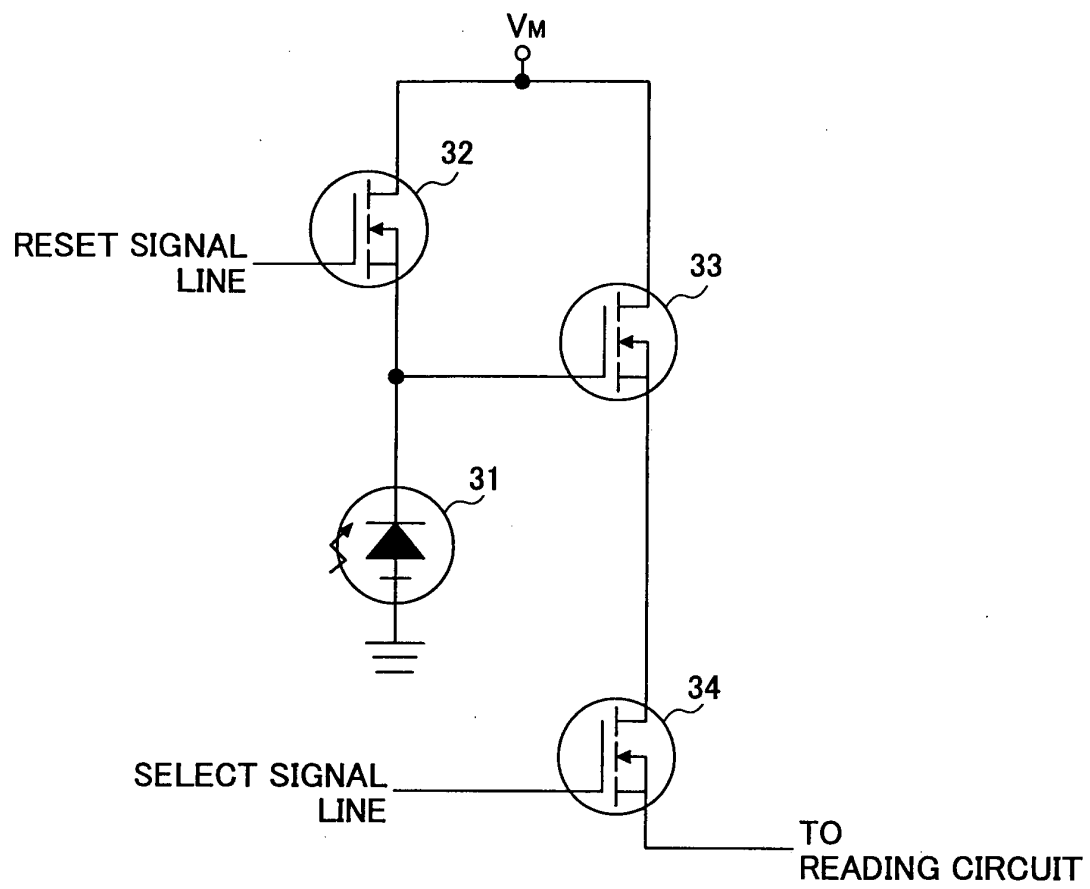 VM
32
RESET SIGNAL
LINE
33
31
34
SELECT SIGNAL
LINE
TO
READING CIRCUIT